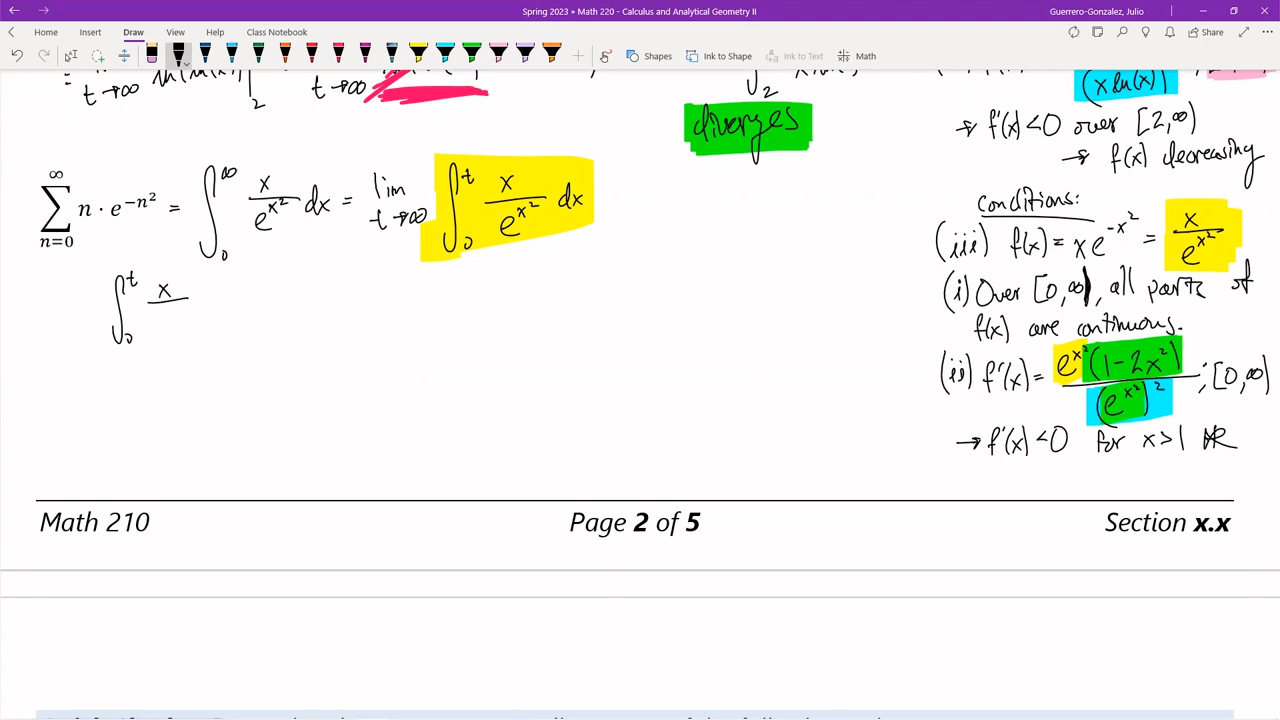 Spring 2023 • Math 220 - Calculus and Analytical Geometry II
Guerrero-Gonzalez, Julio
Home Insert Draw View Help Class Notebook Share
Shapes Ink to Shape Ink to Text Math
t→∞ 2 t→∞ 2
(x ln(x))
diverges
→ f'(x) <0 over [2,∞)
→ f(x) decreasing
∑_{n=0}^{∞} n · e^{−n²} = ∫_0^∞ x/e^{x²} dx = lim_{t→∞} ∫_0^t x/e^{x²} dx
∫_0^t x
conditions:
(iii) f(x) = xe^{-x²} = x/e^{x²}
(i) Over [0,∞), all parts of
f(x) are continuous.
(ii) f'(x) = e^{x²}(1-2x²)/(e^{x²})² ; [0,∞)
→ f'(x) <0 for x>1
Math 210 Page 2 of 5 Section x.x